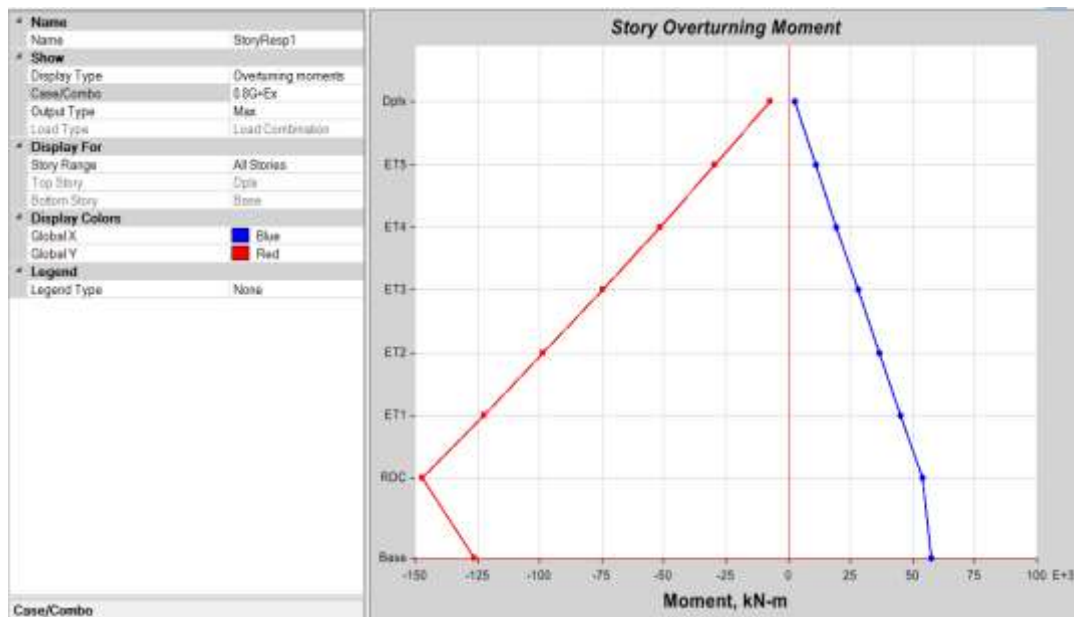 Name
Name StoryResp1
Show
Display Type Overturning moments
Case/Combo 0.8G+Ex
Output Type Max
Load Type Load Combination
Display For
Story Range All Stories
Top Story Dplx
Bottom Story Base
Display Colors
Global X Blue
Global Y Red
Legend
Legend Type None
Case/Combo
Story Overturning Moment
Dplx
ET5
ET4
ET3
ET2
ET1
RDC
Base
-150 -125 -100 -75 -50 -25 0 25 50 75 100 E+3
Moment, kN-m